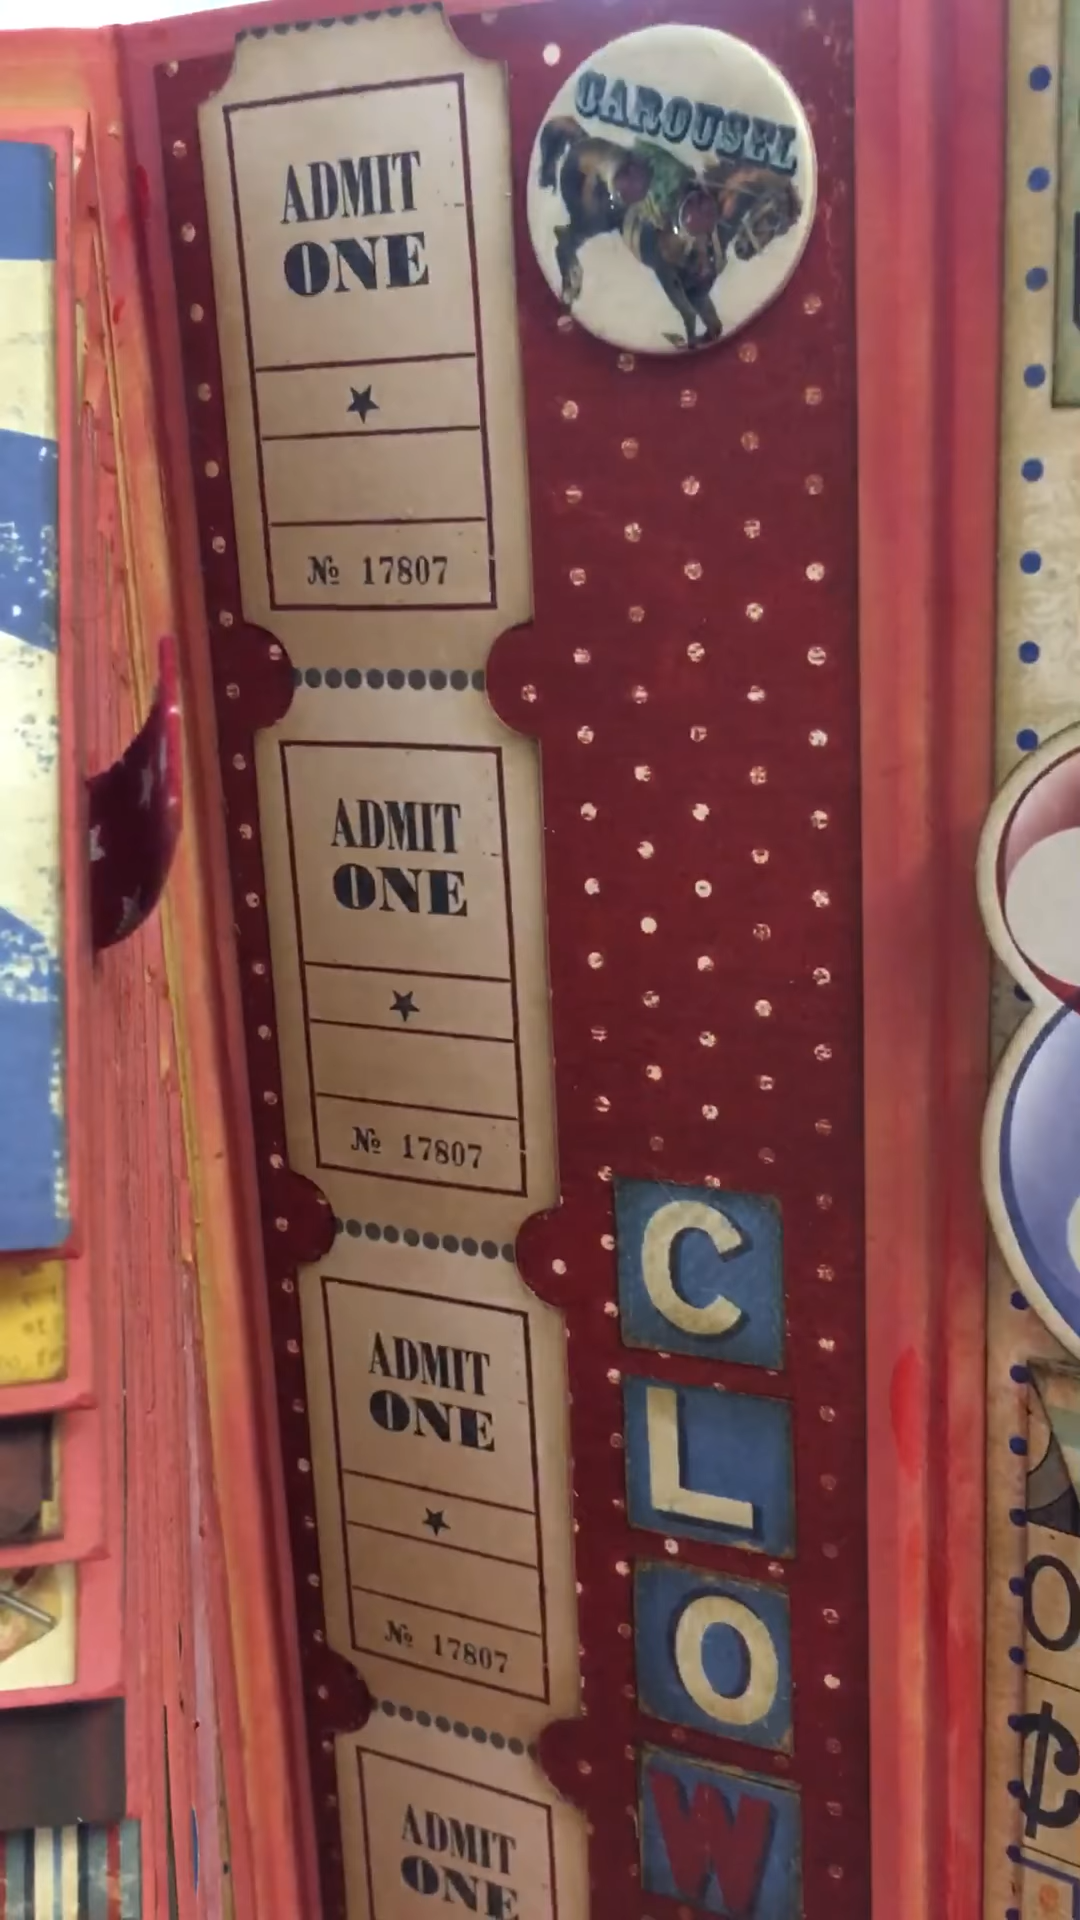 ADMIT
ONE
№ 17807
ADMIT
ONE
№ 17807
ADMIT
ONE
№ 17807
ADMIT
ONE
CAROUSEL
C
L
O
W